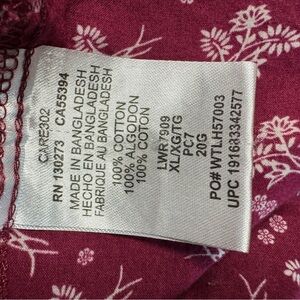 CARE302
RN 130273 CA55394
MADE IN BANGLADESH
HECHO EN BANGLADESH
FABRIQUE AU BANGLADESH
100% COTTON
100% ALGODON
100% COTON
LWR7909
XL/XG/TG
PC7
20G
PO# WTLH57003
UPC 191683342577